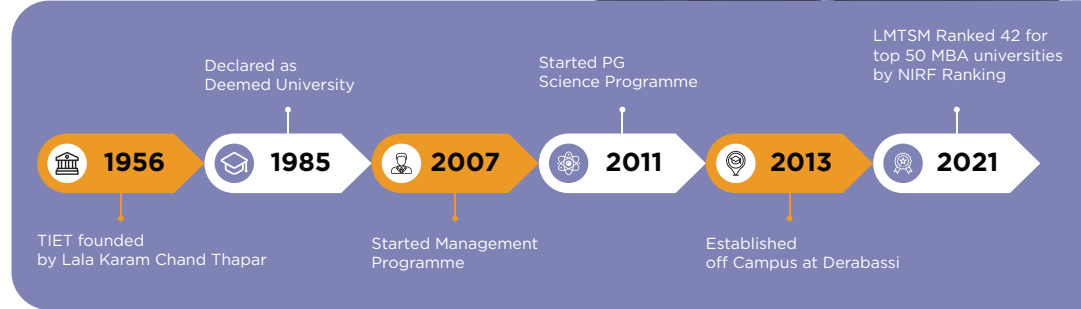 LMTSM Ranked 42 for
top 50 MBA universities
by NIRF Ranking
Declared as
Deemed University
Started PG
Science Programme
1956
1985
2007
2011
2013
2021
TIET founded
by Lala Karam Chand Thapar
Started Management
Programme
Established
off Campus at Derabassi